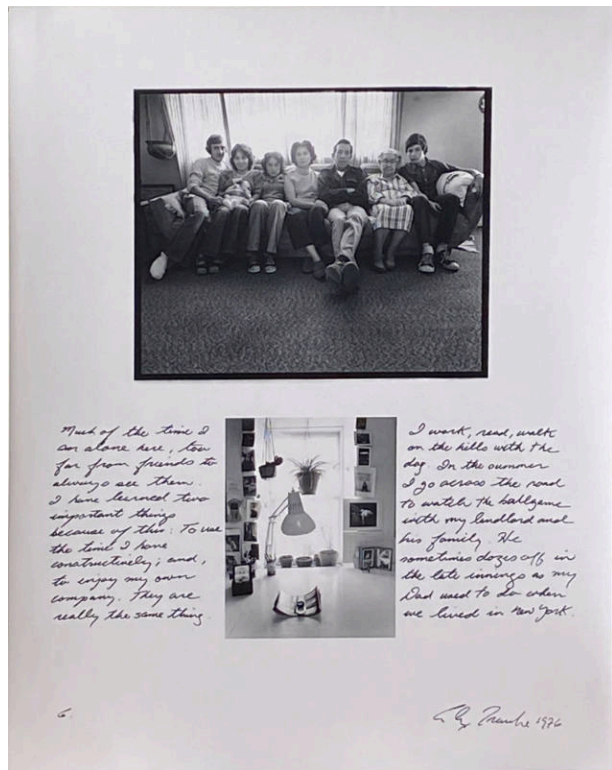 Much of the time I
am alone here, too
far from friends to
always see them.
I have learned two
important things
because of this: To use
the time I have
constructively; and,
to enjoy my own
company. They are
really the same thing.
I work, read, walk
on the hills with the
dog. In the summer
I go across the road
to watch the ballgame
with my landlord and
his family. He
sometimes dozes off in
the late innings as my
Dad used to do when
we lived in New York.
6.
1976